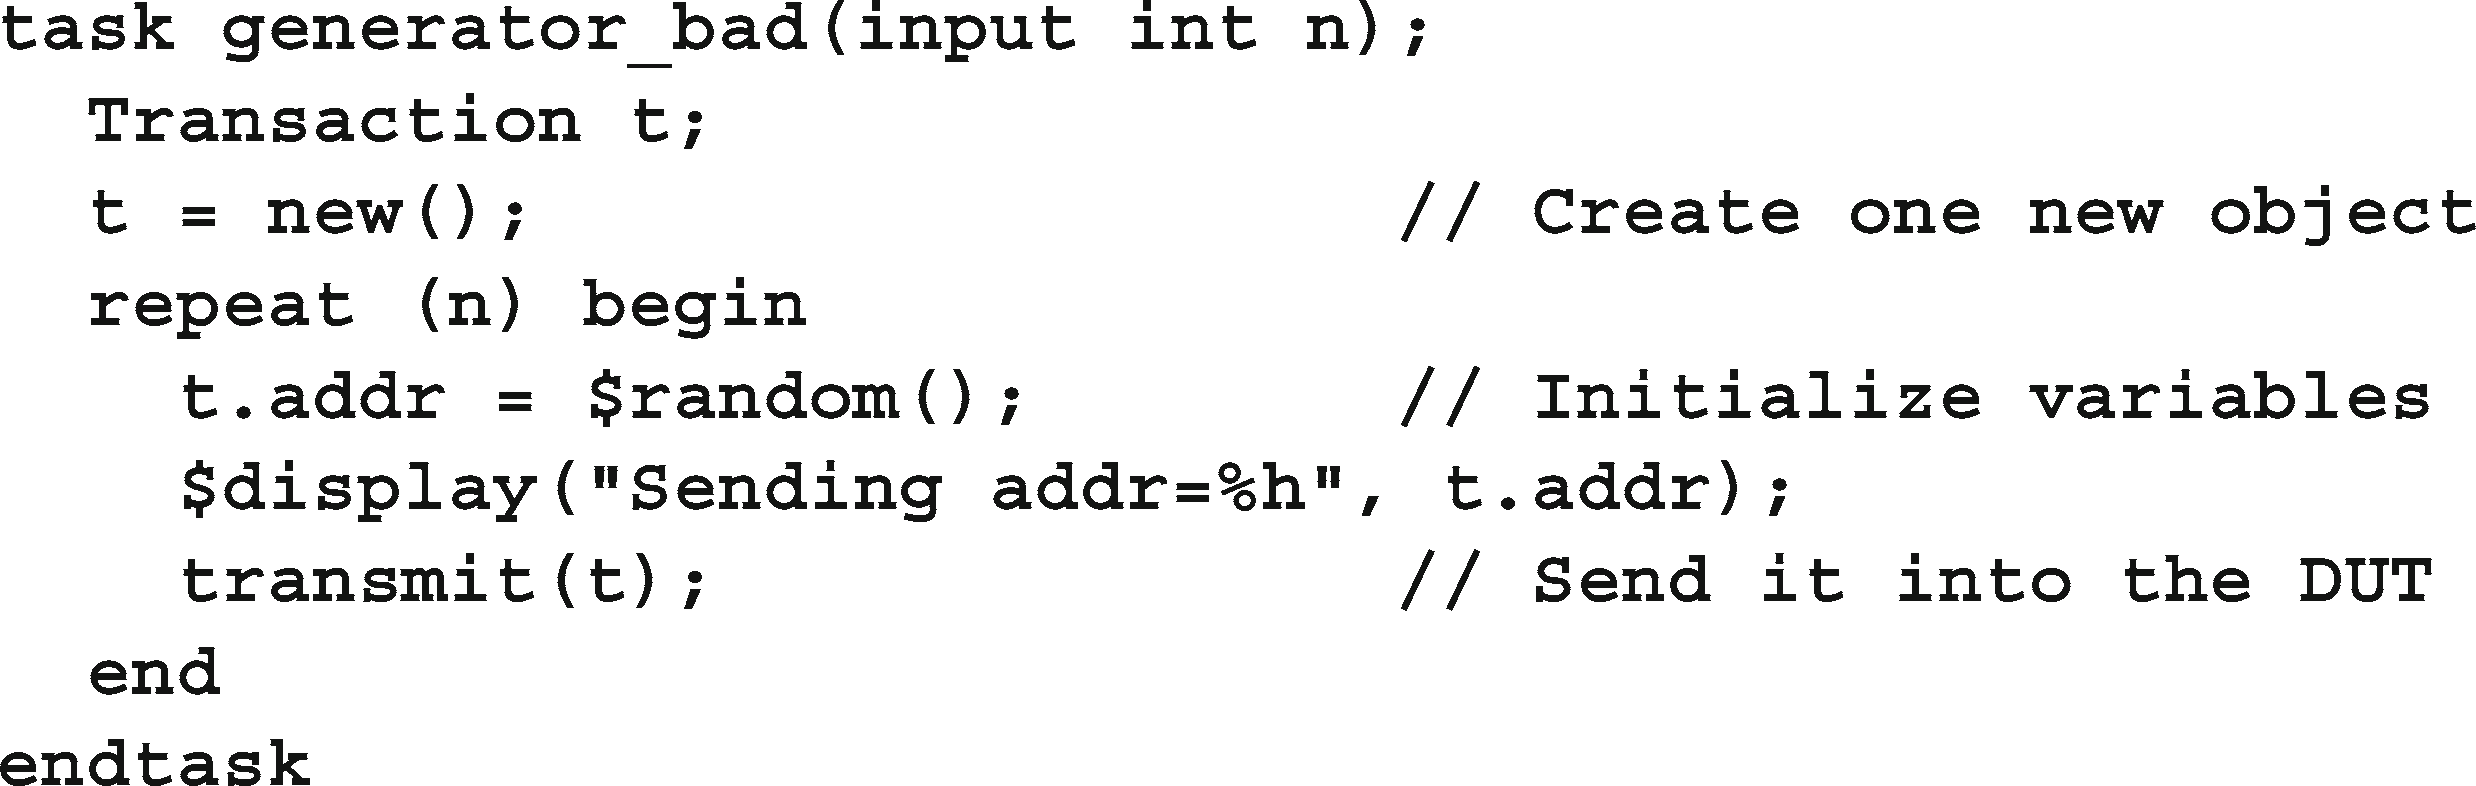 task generator_bad(input int n);
  Transaction t;
  t = new();                   // Create one new object
  repeat (n) begin
    t.addr = $random();        // Initialize variables
    $display("Sending addr=%h", t.addr);
    transmit(t);               // Send it into the DUT
  end
endtask